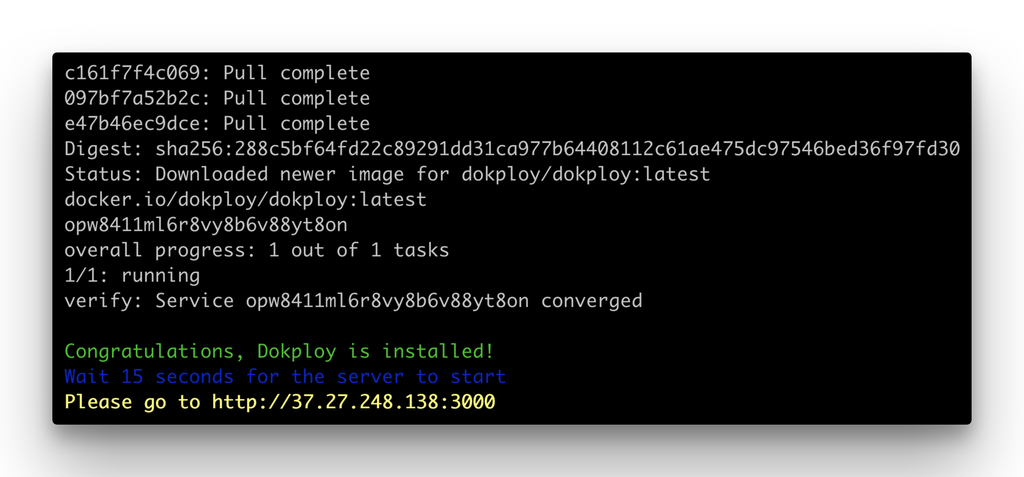 c161f7f4c069: Pull complete
097bf7a52b2c: Pull complete
e47b46ec9dce: Pull complete
Digest: sha256:288c5bf64fd22c89291dd31ca977b64408112c61ae475dc97546bed36f97fd30
Status: Downloaded newer image for dokploy/dokploy:latest
docker.io/dokploy/dokploy:latest
opw8411ml6r8vy8b6v88yt8on
overall progress: 1 out of 1 tasks
1/1: running
verify: Service opw8411ml6r8vy8b6v88yt8on converged
Congratulations, Dokploy is installed!
Wait 15 seconds for the server to start
Please go to http://37.27.248.138:3000